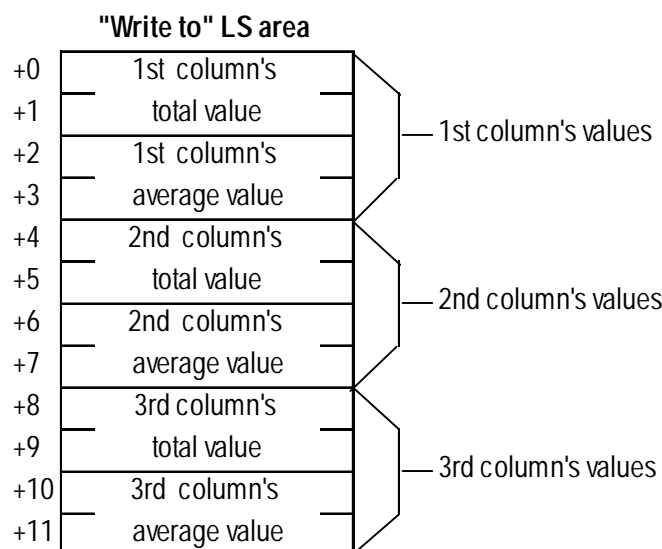 "Write to" LS area
+0 1st column's
+1 total value
1st column's values
+2 1st column's
+3 average value
+4 2nd column's
+5 total value
2nd column's values
+6 2nd column's
+7 average value
+8 3rd column's
+9 total value
3rd column's values
+10 3rd column's
+11 average value